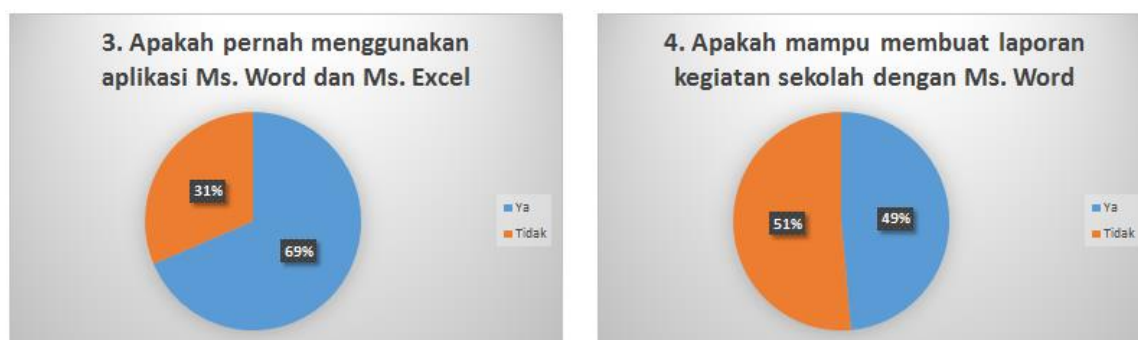 3. Apakah pernah menggunakan
aplikasi Ms. Word dan Ms. Excel
31%
69%
Ya
Tidak
4. Apakah mampu membuat laporan
kegiatan sekolah dengan Ms. Word
51%
49%
Ya
Tidak